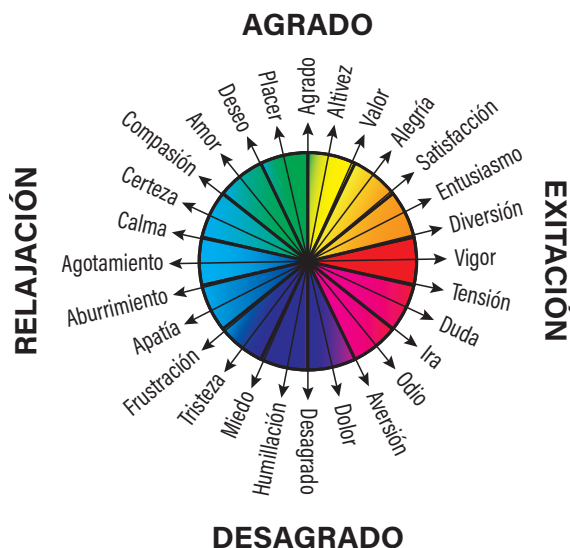 AGRADO
Agrado
Altivez
Valor
Alegría
Satisfacción
Entusiasmo
Diversión
Vigor
Tensión
Duda
Ira
Odio
Aversión
Dolor
Desagrado
Humillación
Miedo
Tristeza
Frustración
Apatía
Aburrimiento
Agotamiento
Calma
Certeza
Compasión
Amor
Deseo
Placer
RELAJACIÓN
EXITACIÓN
DESAGRADO